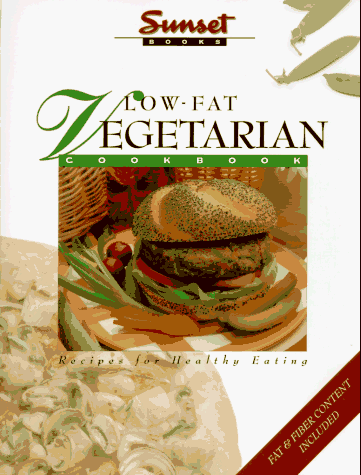 Sunset
BOOKS
LOW-FAT
VEGETARIAN
COOKBOOK
Recipes for Healthy Eating
FAT & FIBER CONTENT
INCLUDED